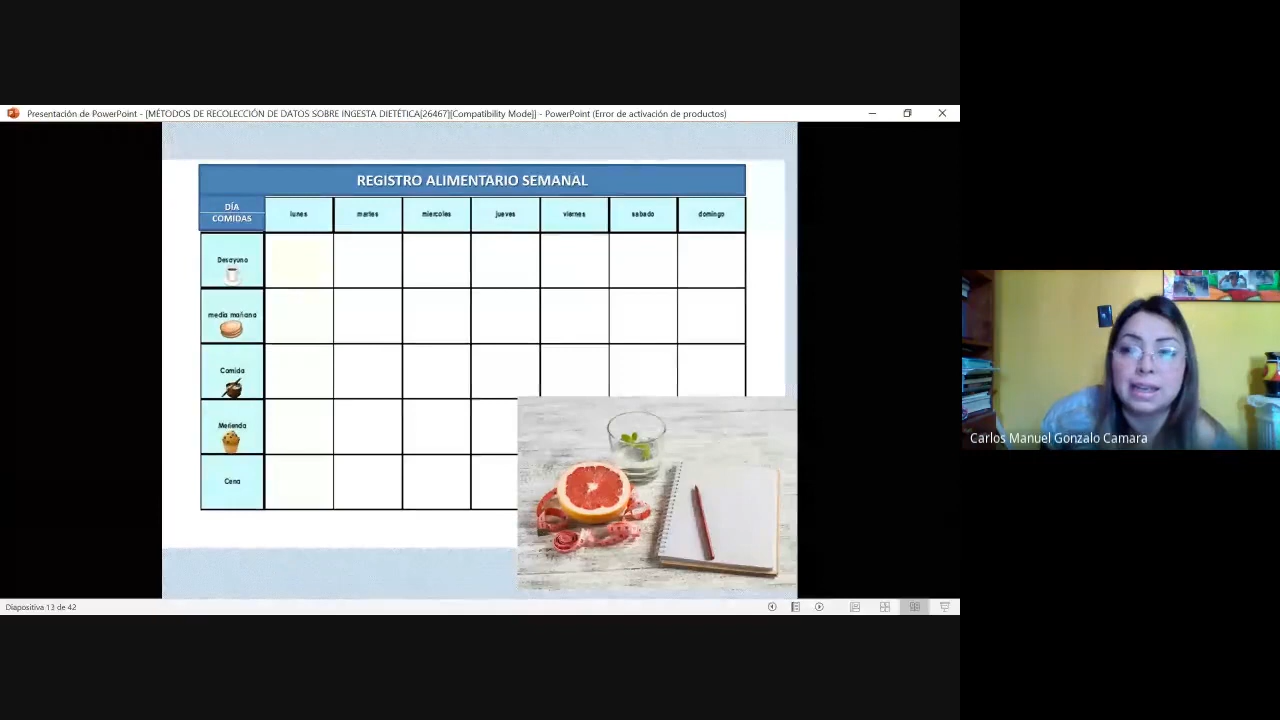 Presentación de PowerPoint - [MÉTODOS DE RECOLECCIÓN DE DATOS SOBRE INGESTA DIETÉTICA[26467][Compatibility Mode]] - PowerPoint (Error de activación de productos)
REGISTRO ALIMENTARIO SEMANAL
DÍA
COMIDAS
lunes martes miercoles jueves viernes sabado domingo
Desayuno
media mañana
Comida
Merienda
Cena
Carlos Manuel Gonzalo Camara
Diapositiva 13 de 42